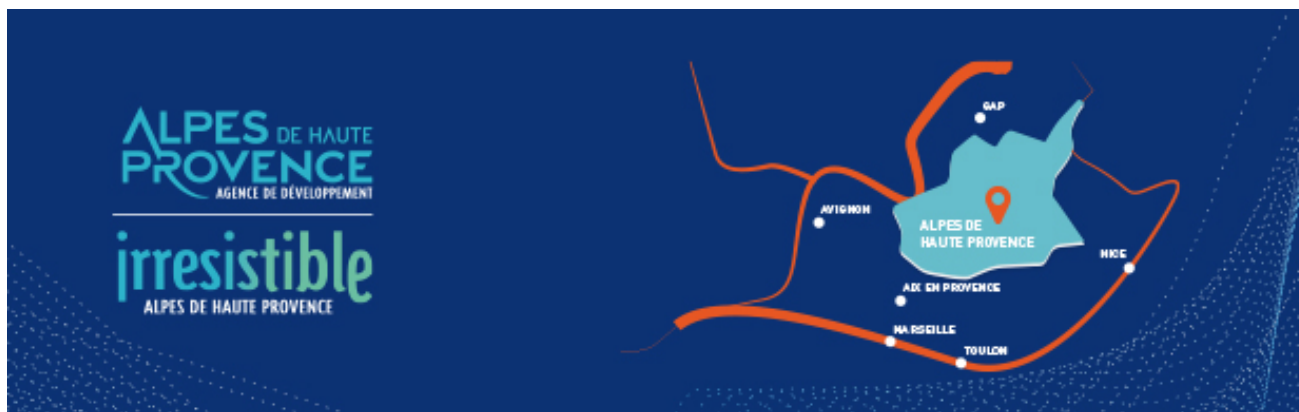 ALPES DE HAUTE
PROVENCE
AGENCE DE DÉVELOPPEMENT
irresistible
ALPES DE HAUTE PROVENCE
GAP
AVIGNON
ALPES DE
HAUTE PROVENCE
NICE
AIX EN PROVENCE
MARSEILLE
TOULON